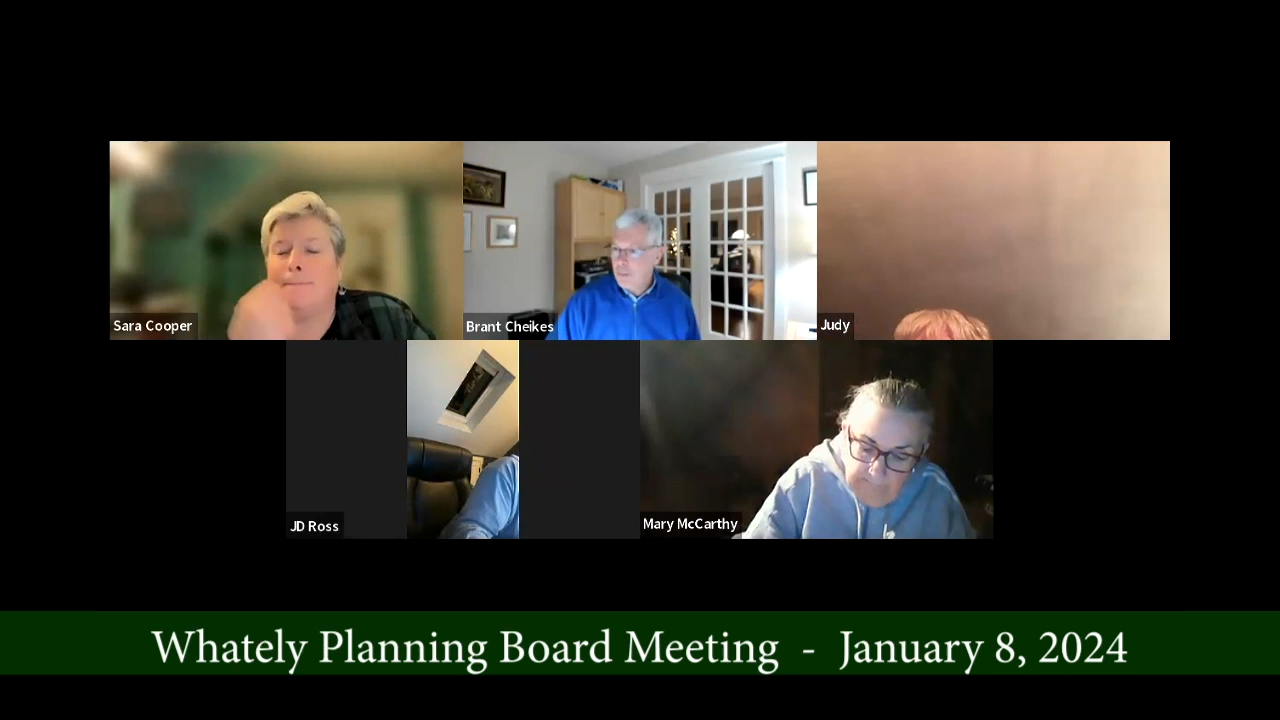 Sara Cooper
Brant Cheikes
Judy
JD Ross
Mary McCarthy
Whately Planning Board Meeting - January 8, 2024